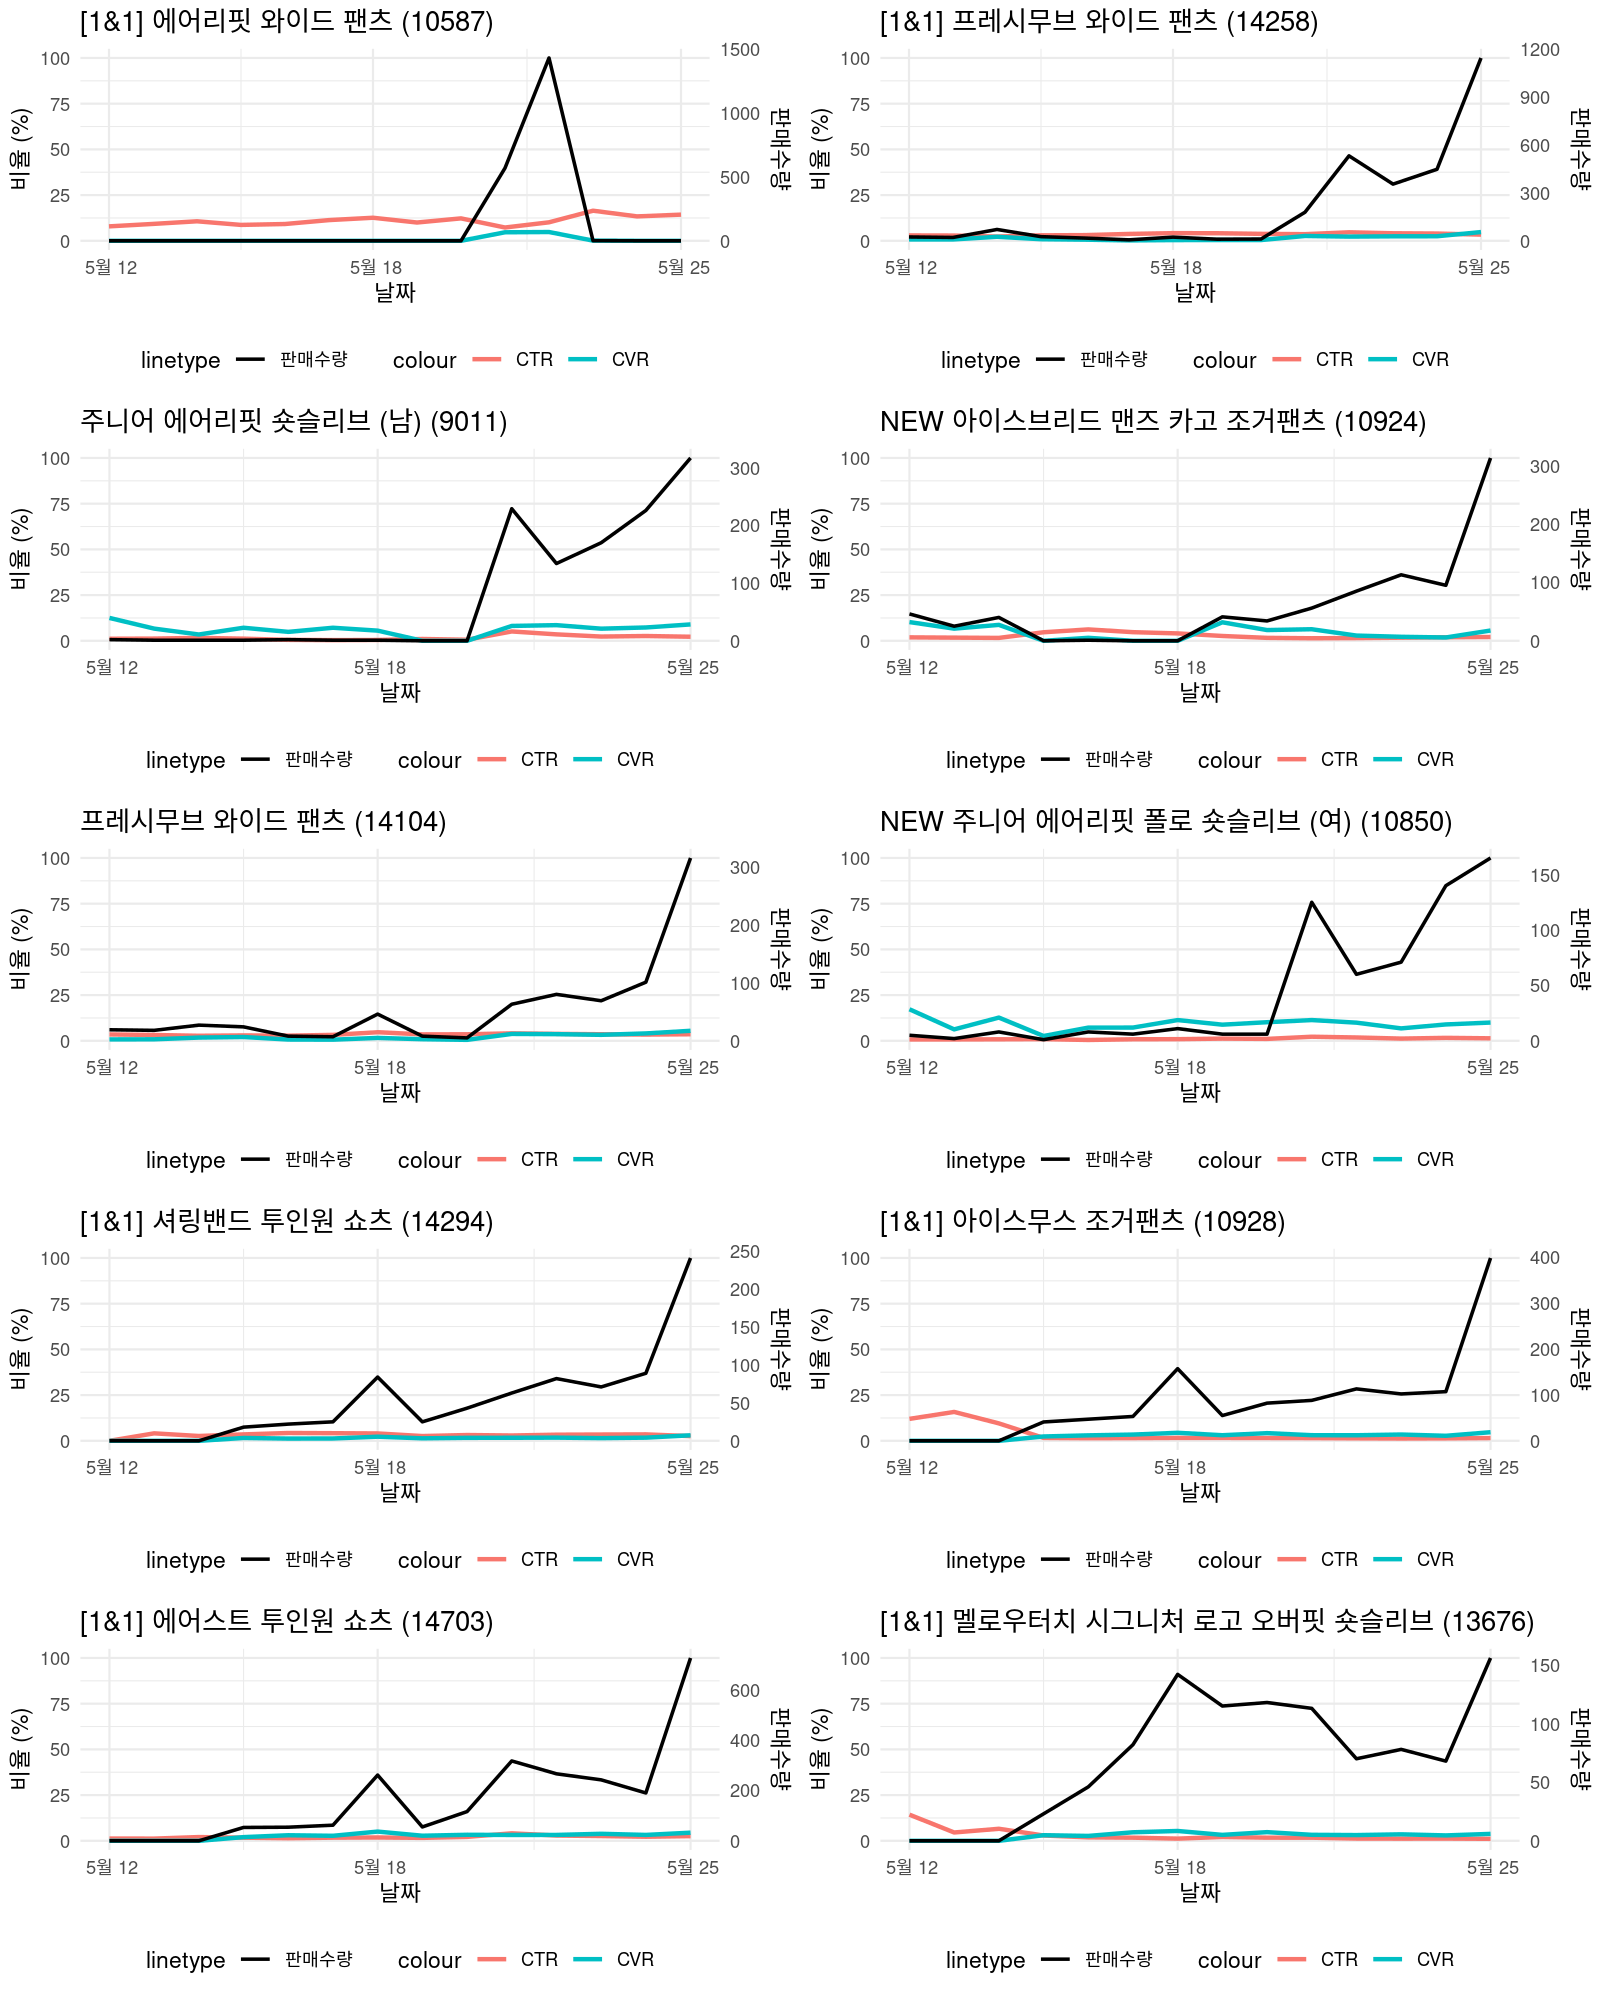 [1&1] 에어리핏 와이드 팬츠 (10587)
비율 (%)
100
75
50
25
0
1500
1000
500
0
판매수량
5월 12
5월 18
5월 25
날짜
linetype 판매수량 colour CTR CVR
[1&1] 프레시무브 와이드 팬츠 (14258)
비율 (%)
100
75
50
25
0
1200
900
600
300
0
판매수량
5월 12
5월 18
5월 25
날짜
linetype 판매수량 colour CTR CVR
주니어 에어리핏 숏슬리브 (남) (9011)
비율 (%)
100
75
50
25
0
300
200
100
0
판매수량
5월 12
5월 18
5월 25
날짜
linetype 판매수량 colour CTR CVR
NEW 아이스브리드 맨즈 카고 조거팬츠 (10924)
비율 (%)
100
75
50
25
0
300
200
100
0
판매수량
5월 12
5월 18
5월 25
날짜
linetype 판매수량 colour CTR CVR
프레시무브 와이드 팬츠 (14104)
비율 (%)
100
75
50
25
0
300
200
100
0
판매수량
5월 12
5월 18
5월 25
날짜
linetype 판매수량 colour CTR CVR
NEW 주니어 에어리핏 폴로 숏슬리브 (여) (10850)
비율 (%)
100
75
50
25
0
150
100
50
0
판매수량
5월 12
5월 18
5월 25
날짜
linetype 판매수량 colour CTR CVR
[1&1] 셔링밴드 투인원 쇼츠 (14294)
비율 (%)
100
75
50
25
0
250
200
150
100
50
0
판매수량
5월 12
5월 18
5월 25
날짜
linetype 판매수량 colour CTR CVR
[1&1] 아이스무스 조거팬츠 (10928)
비율 (%)
100
75
50
25
0
400
300
200
100
0
판매수량
5월 12
5월 18
5월 25
날짜
linetype 판매수량 colour CTR CVR
[1&1] 에어스트 투인원 쇼츠 (14703)
비율 (%)
100
75
50
25
0
600
400
200
0
판매수량
5월 12
5월 18
5월 25
날짜
linetype 판매수량 colour CTR CVR
[1&1] 멜로우터치 시그니처 로고 오버핏 숏슬리브 (13676)
비율 (%)
100
75
50
25
0
150
100
50
0
판매수량
5월 12
5월 18
5월 25
날짜
linetype 판매수량 colour CTR CVR